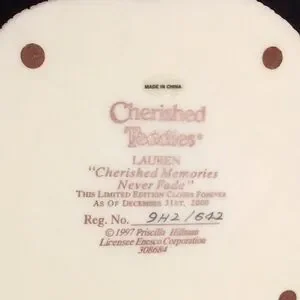 MADE IN CHINA
Cherished
Teddies®
LAUREN
"Cherished Memories
Never Fade"
THIS LIMITED EDITION CLOSES FOREVER
AS OF DECEMBER 31ST, 2000
Reg. No. 9H2/642
© 1997 Priscilla Hillman
Licensee Enesco Corporation
308684